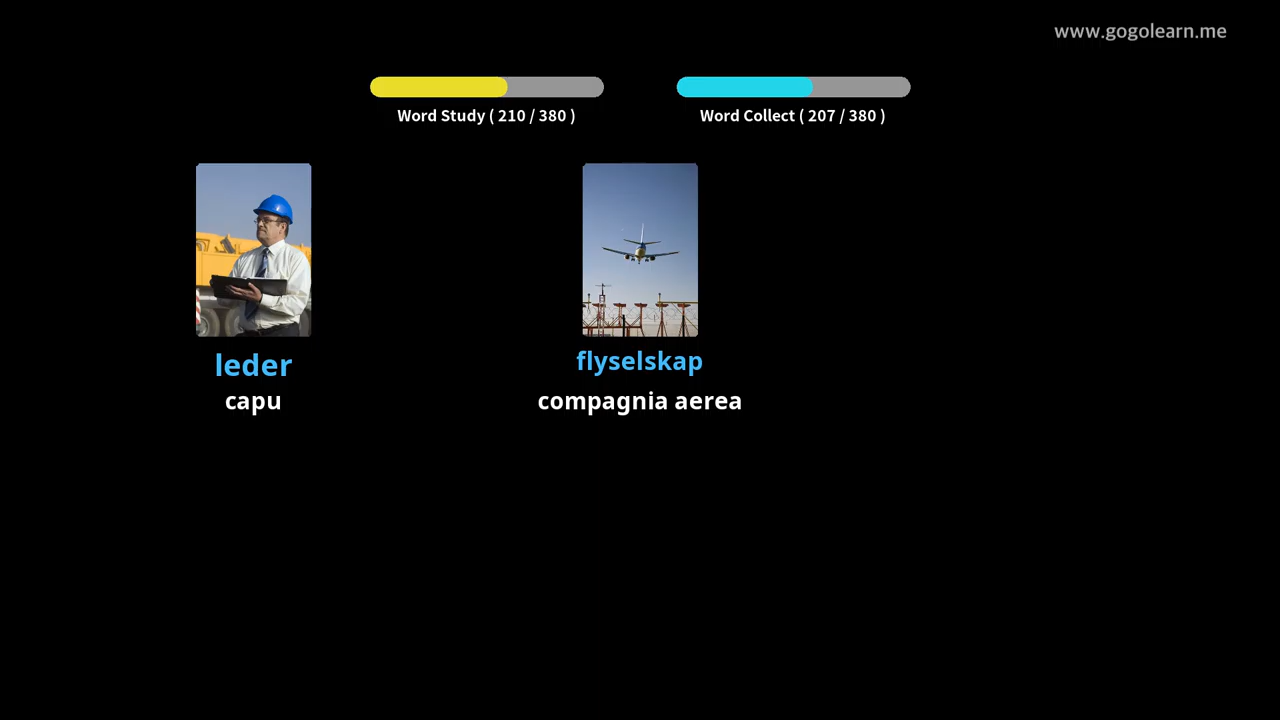 www.gogolearn.me
Word Study ( 210 / 380 )
Word Collect ( 207 / 380 )
leder
capu
flyselskap
compagnia aerea